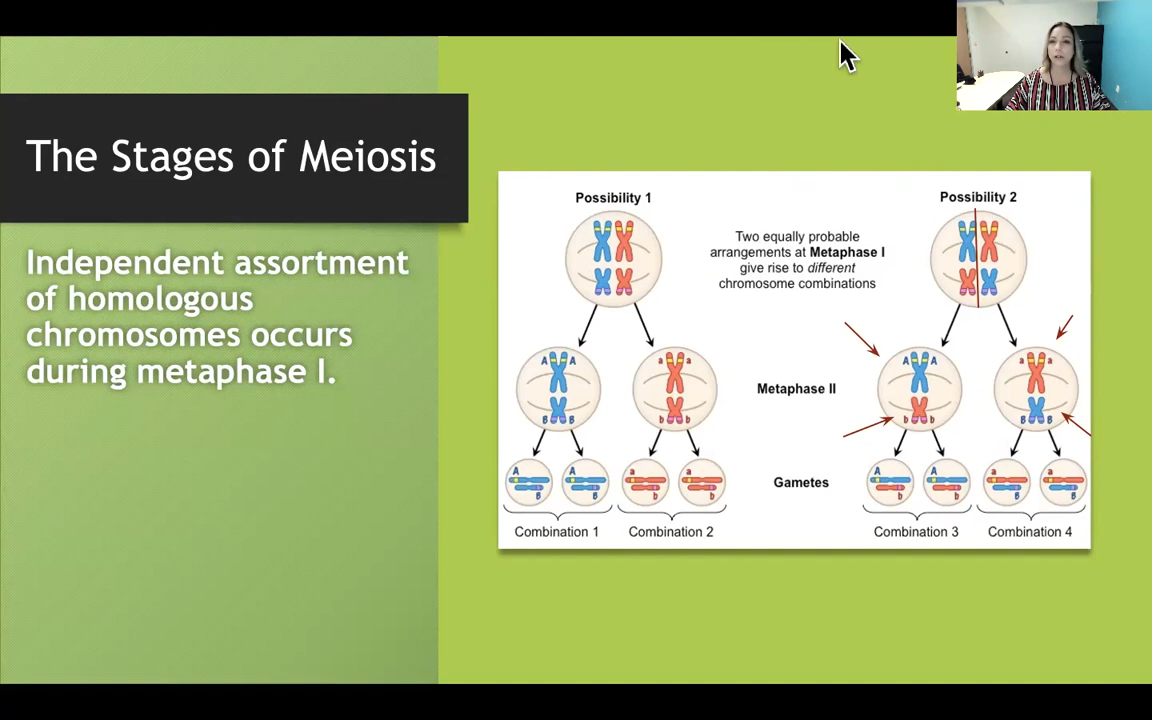 The Stages of Meiosis
Independent assortment
of homologous
chromosomes occurs
during metaphase I.
Possibility 1
Possibility 2
Two equally probable
arrangements at Metaphase I
give rise to different
chromosome combinations
A A
a a
A A
a a
Metaphase II
B B
b b
b b
B B
A A a a
A A a a
Gametes
B B b b
b b B B
Combination 1
Combination 2
Combination 3
Combination 4